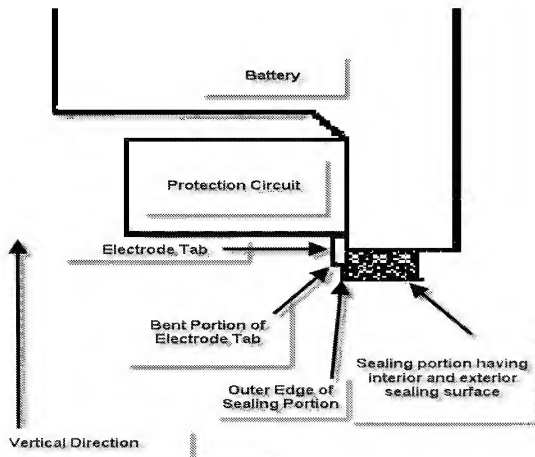 Battery
Protection Circuit
Electrode Tab
Bent Portion of
Electrode Tab
Outer Edge of
Sealing Portion
Sealing portion having
interior and exterior
sealing surface
Vertical Direction